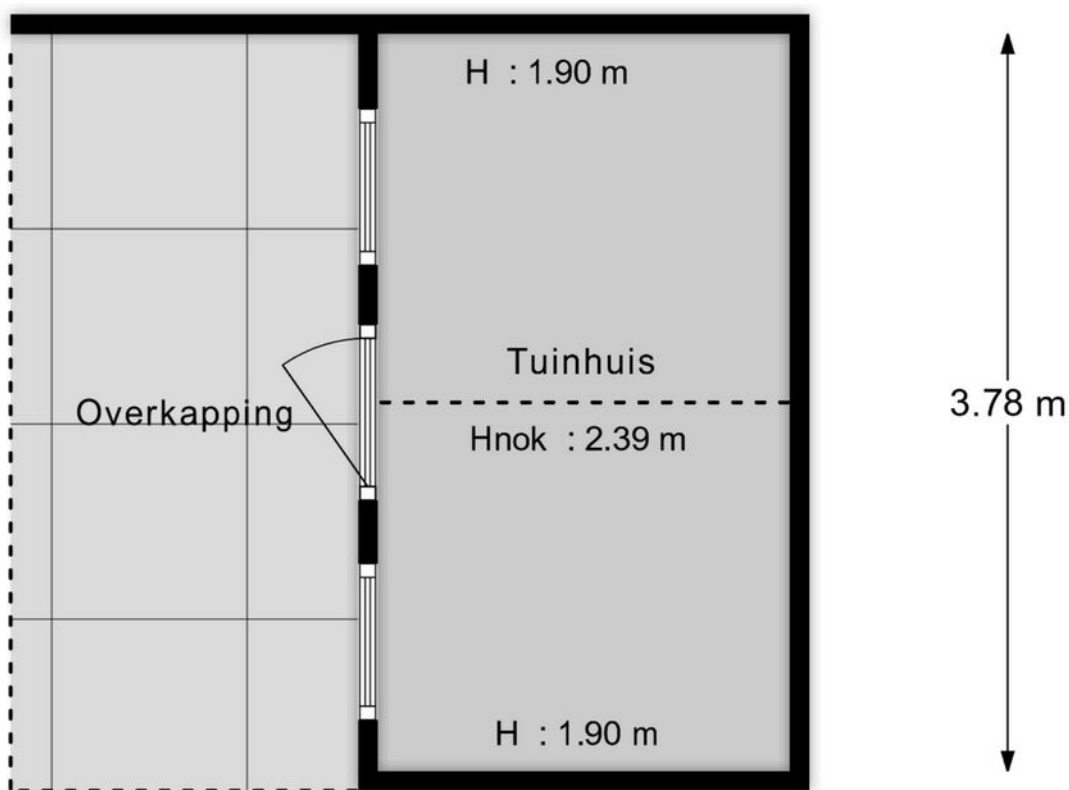 H : 1.90 m
Tuinhuis
Overkapping
3.78 m
Hnok : 2.39 m
H : 1.90 m